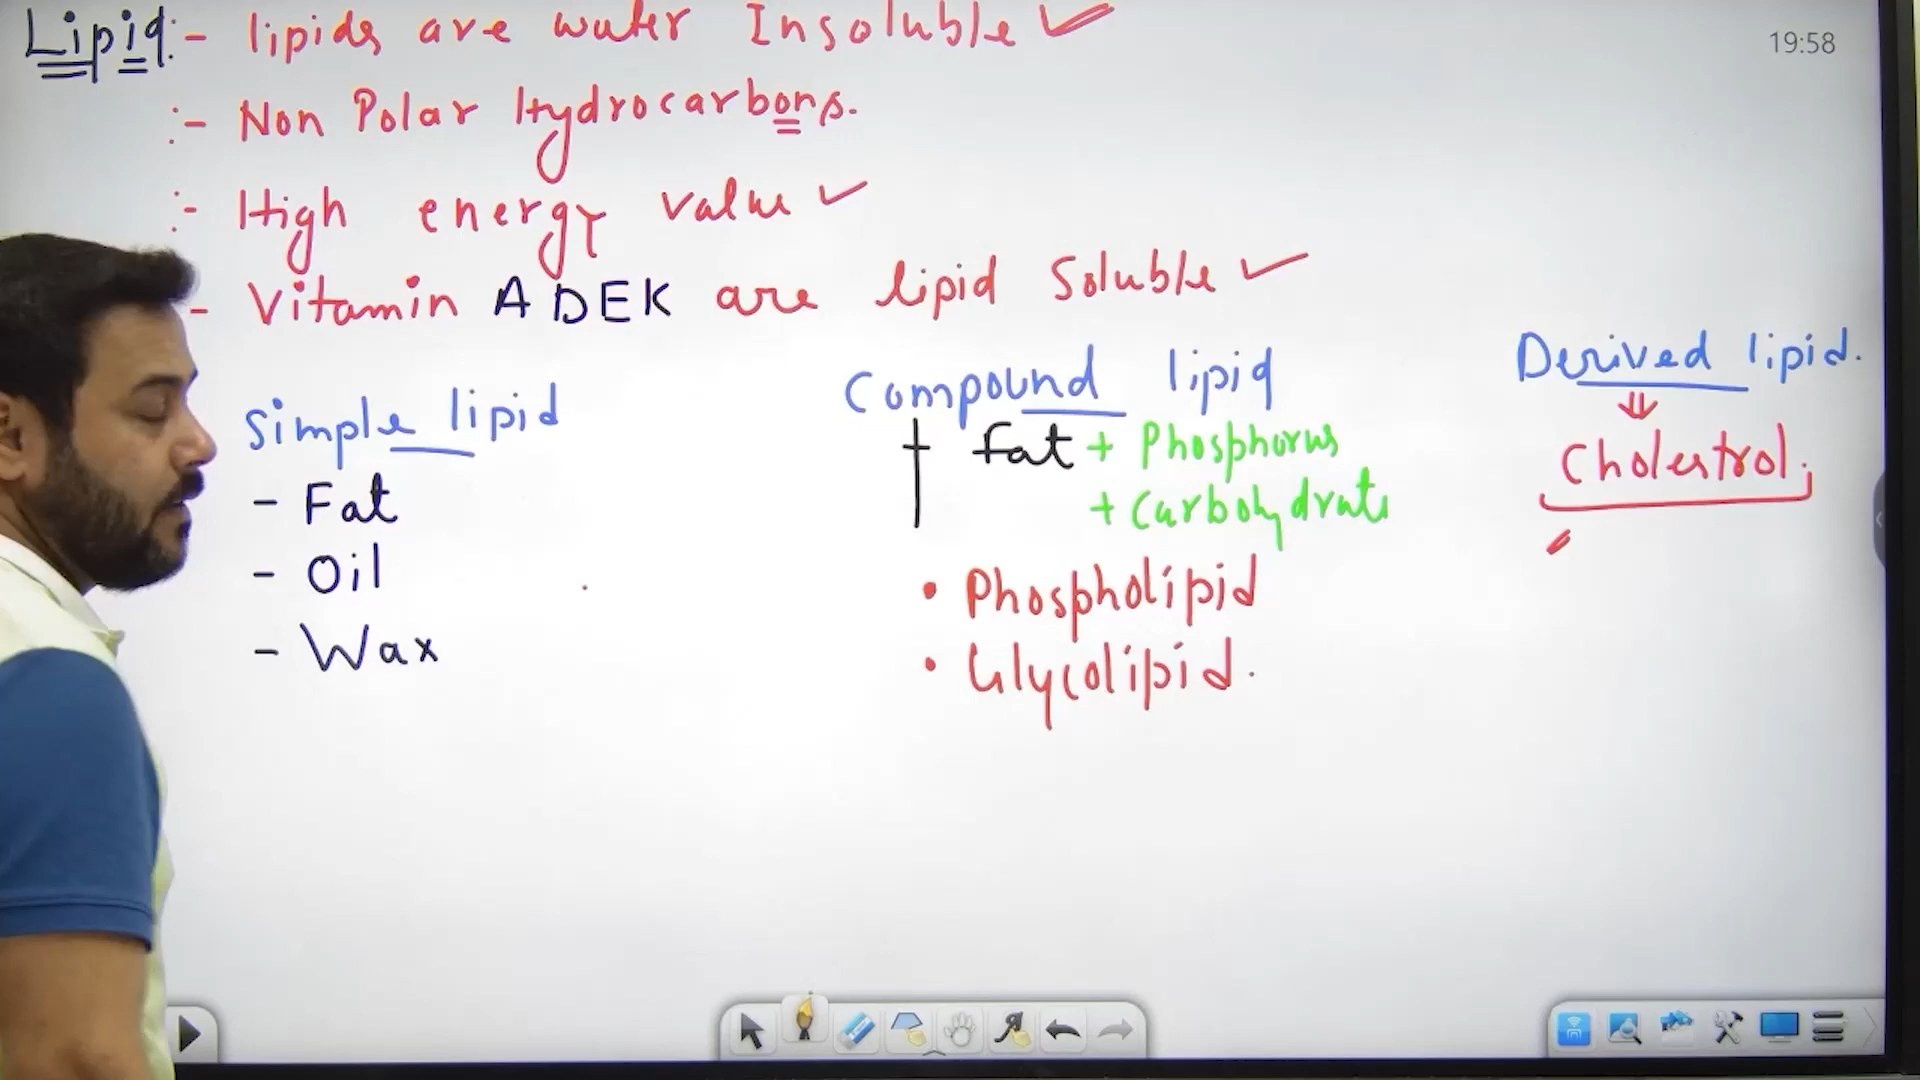 Lipid:- lipids are water Insoluble ✓
:- Non Polar Hydrocarbons.
:- High energy value ✓
- Vitamin ADEK are lipid Soluble ✓
Simple lipid
- Fat
- Oil
- Wax
Compound lipid
Fat + Phosphorus
+ Carbohydrate
• Phospholipid
• Glycolipid.
Derived lipid.
⇓
Cholestrol.
19:58